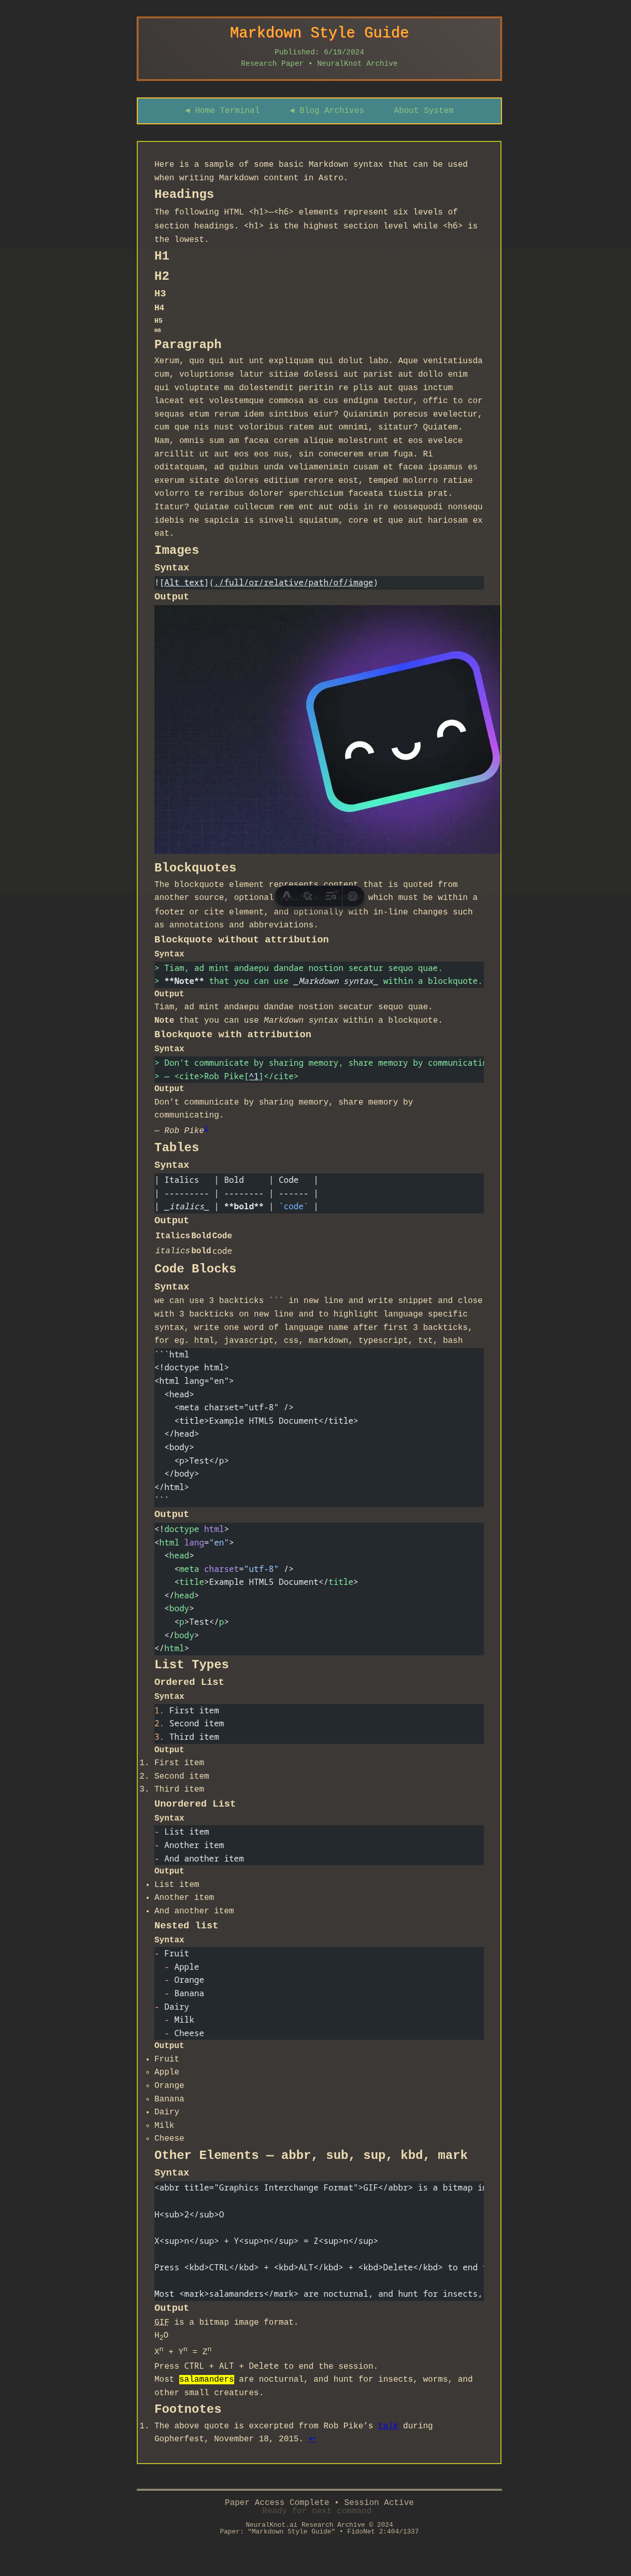 Markdown Style Guide
Published: 6/19/2024
Research Paper • NeuralKnot Archive
◄ Home Terminal ◄ Blog Archives About System
Here is a sample of some basic Markdown syntax that can be used
when writing Markdown content in Astro.
Headings
The following HTML <h1>—<h6> elements represent six levels of
section headings. <h1> is the highest section level while <h6> is
the lowest.
H1
H2
H3
H4
H5
H6
Paragraph
Xerum, quo qui aut unt expliquam qui dolut labo. Aque venitatiusda
cum, voluptionse latur sitiae dolessi aut parist aut dollo enim
qui voluptate ma dolestendit peritin re plis aut quas inctum
laceat est volestemque commosa as cus endigna tectur, offic to cor
sequas etum rerum idem sintibus eiur? Quianimin porecus evelectur,
cum que nis nust voloribus ratem aut omnimi, sitatur? Quiatem.
Nam, omnis sum am facea corem alique molestrunt et eos evelece
arcillit ut aut eos eos nus, sin conecerem erum fuga. Ri
oditatquam, ad quibus unda veliamenimin cusam et facea ipsamus es
exerum sitate dolores editium rerore eost, temped molorro ratiae
volorro te reribus dolorer sperchicium faceata tiustia prat.
Itatur? Quiatae cullecum rem ent aut odis in re eossequodi nonsequ
idebis ne sapicia is sinveli squiatum, core et que aut hariosam ex
eat.
Images
Syntax
![Alt text](./full/or/relative/path/of/image)
Output
Blockquotes
The blockquote element represents content that is quoted from
another source, optional which must be within a
footer or cite element, and optionally with in-line changes such
as annotations and abbreviations.
Blockquote without attribution
Syntax
> Tiam, ad mint andaepu dandae nostion secatur sequo quae.
> **Note** that you can use _Markdown syntax_ within a blockquote.
Output
Tiam, ad mint andaepu dandae nostion secatur sequo quae.
Note that you can use Markdown syntax within a blockquote.
Blockquote with attribution
Syntax
> Don't communicate by sharing memory, share memory by communicatin
> — <cite>Rob Pike[^1]</cite>
Output
Don’t communicate by sharing memory, share memory by
communicating.
— Rob Pike1
Tables
Syntax
| Italics   | Bold     | Code   |
| --------- | -------- | ------ |
| _italics_ | **bold** | `code` |
Output
Italics Bold Code
italics bold code
Code Blocks
Syntax
we can use 3 backticks ``` in new line and write snippet and close
with 3 backticks on new line and to highlight language specific
syntax, write one word of language name after first 3 backticks,
for eg. html, javascript, css, markdown, typescript, txt, bash
```html
<!doctype html>
<html lang="en">
  <head>
    <meta charset="utf-8" />
    <title>Example HTML5 Document</title>
  </head>
  <body>
    <p>Test</p>
  </body>
</html>
```
Output
<!doctype html>
<html lang="en">
  <head>
    <meta charset="utf-8" />
    <title>Example HTML5 Document</title>
  </head>
  <body>
    <p>Test</p>
  </body>
</html>
List Types
Ordered List
Syntax
1. First item
2. Second item
3. Third item
Output
1. First item
2. Second item
3. Third item
Unordered List
Syntax
- List item
- Another item
- And another item
Output
• List item
• Another item
• And another item
Nested list
Syntax
- Fruit
  - Apple
  - Orange
  - Banana
- Dairy
  - Milk
  - Cheese
Output
• Fruit
◦ Apple
◦ Orange
◦ Banana
• Dairy
◦ Milk
◦ Cheese
Other Elements — abbr, sub, sup, kbd, mark
Syntax
<abbr title="Graphics Interchange Format">GIF</abbr> is a bitmap i
H<sub>2</sub>O
X<sup>n</sup> + Y<sup>n</sup> = Z<sup>n</sup>
Press <kbd>CTRL</kbd> + <kbd>ALT</kbd> + <kbd>Delete</kbd> to end
Most <mark>salamanders</mark> are nocturnal, and hunt for insects,
Output
GIF is a bitmap image format.
H2O
Xn + Yn = Zn
Press CTRL + ALT + Delete to end the session.
Most salamanders are nocturnal, and hunt for insects, worms, and
other small creatures.
Footnotes
1. The above quote is excerpted from Rob Pike’s talk during
Gopherfest, November 18, 2015. ↩
Paper Access Complete • Session Active
Ready for next command
NeuralKnot.ai Research Archive © 2024
Paper: "Markdown Style Guide" • FidoNet 2:404/1337